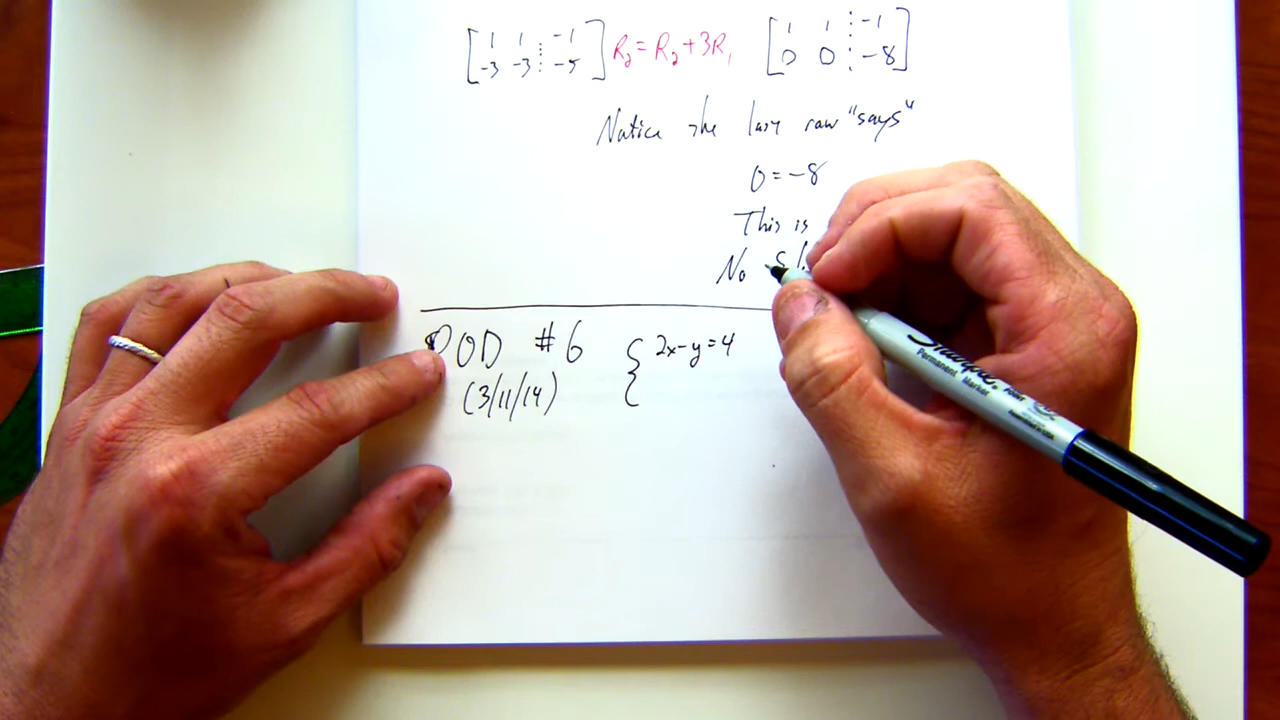 1 1 -1 R₂=R₂+3R₁ 1 1 -1
-3 -3 -5 0 0 -8
Notice the last row "says"
0=-8
This is
No
POD #6 { 2x-y=4
(3/11/14)
Sharpie
Permanent Marker